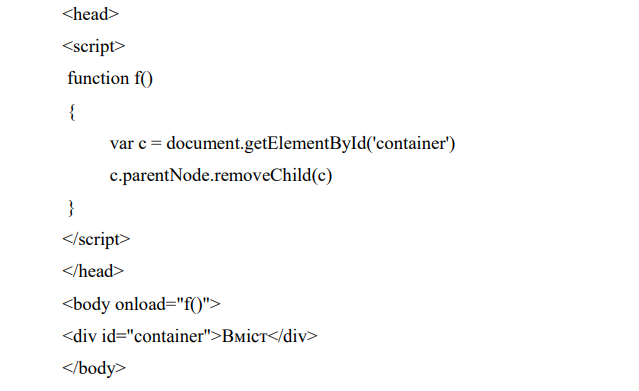 <head>
<script>
function f()
{
var c = document.getElementById('container')
c.parentNode.removeChild(c)
}
</script>
</head>
<body onload="f()">
<div id="container">Вміст</div>
</body>